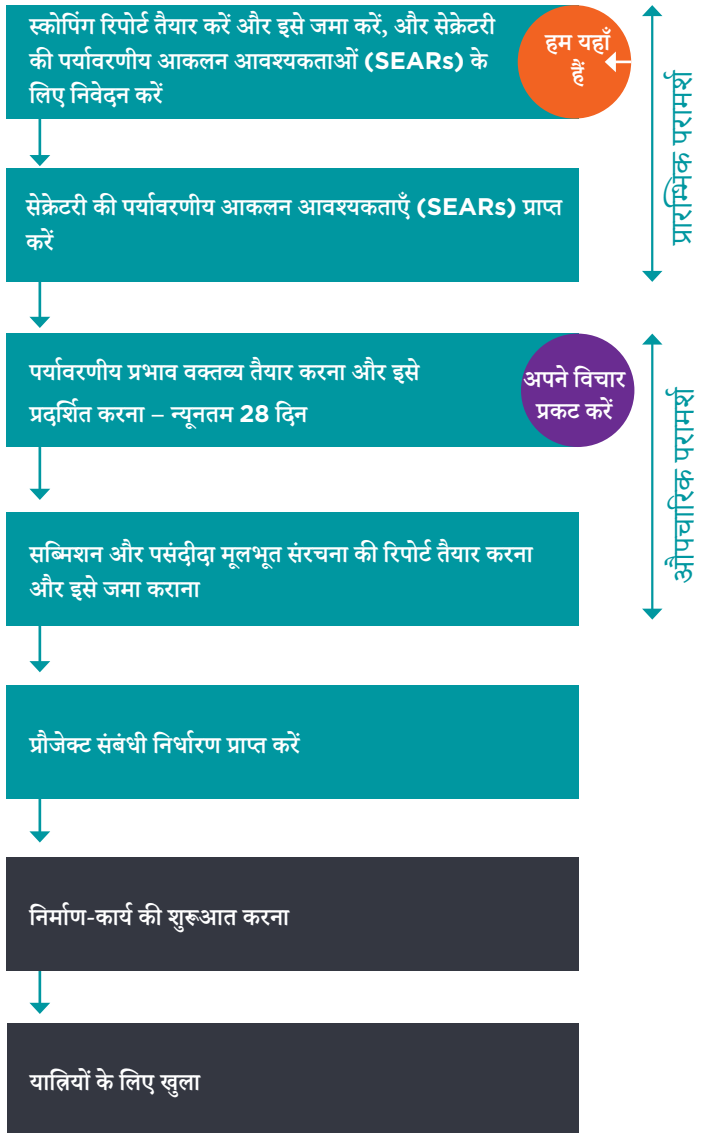 स्कोपिंग रिपोर्ट तैयार करें और इसे जमा करें, और सेक्रेटरी
की पर्यावरणीय आकलन आवश्यकताओं (SEARs) के
लिए निवेदन करें
हम यहाँ
हैं
प्रारम्भिक परामर्श
सेक्रेटरी की पर्यावरणीय आकलन आवश्यकताएँ (SEARs) प्राप्त
करें
पर्यावरणीय प्रभाव वक्तव्य तैयार करना और इसे
प्रदर्शित करना – न्यूनतम 28 दिन
अपने विचार
प्रकट करें
औपचारिक परामर्श
सब्मिशन और पसंदीदा मूलभूत संरचना की रिपोर्ट तैयार करना
और इसे जमा कराना
प्रौजेक्ट संबंधी निर्धारण प्राप्त करें
निर्माण-कार्य की शुरूआत करना
यात्रियों के लिए खुला